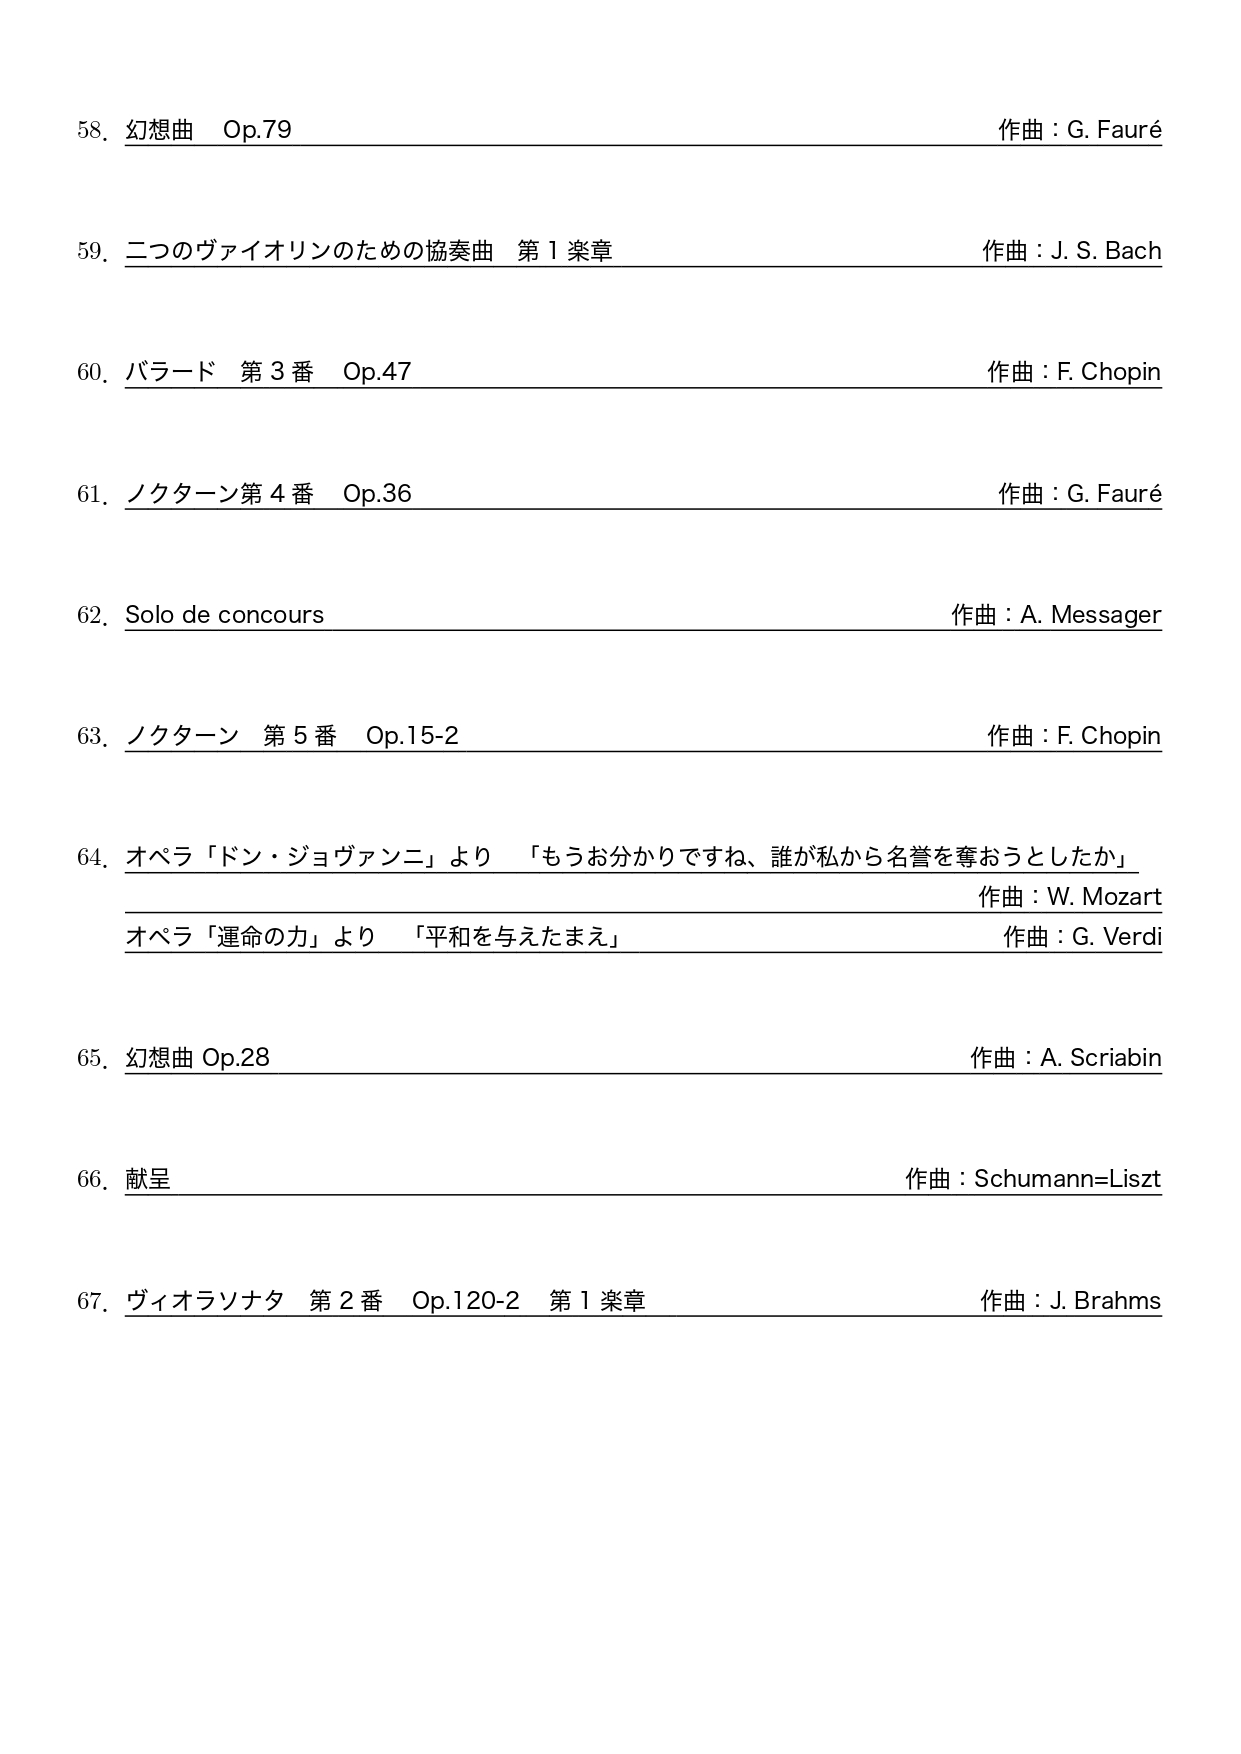 58. 幻想曲　Op.79　作曲：G. Fauré
59. 二つのヴァイオリンのための協奏曲　第 1 楽章　作曲：J. S. Bach
60. バラード　第 3 番　Op.47　作曲：F. Chopin
61. ノクターン第 4 番　Op.36　作曲：G. Fauré
62. Solo de concours　作曲：A. Messager
63. ノクターン　第 5 番　Op.15-2　作曲：F. Chopin
64. オペラ「ドン・ジョヴァンニ」より　「もうお分かりですね、誰が私から名誉を奪おうとしたか」
作曲：W. Mozart
オペラ「運命の力」より　「平和を与えたまえ」　作曲：G. Verdi
65. 幻想曲 Op.28　作曲：A. Scriabin
66. 献呈　作曲：Schumann=Liszt
67. ヴィオラソナタ　第 2 番　Op.120-2　第 1 楽章　作曲：J. Brahms